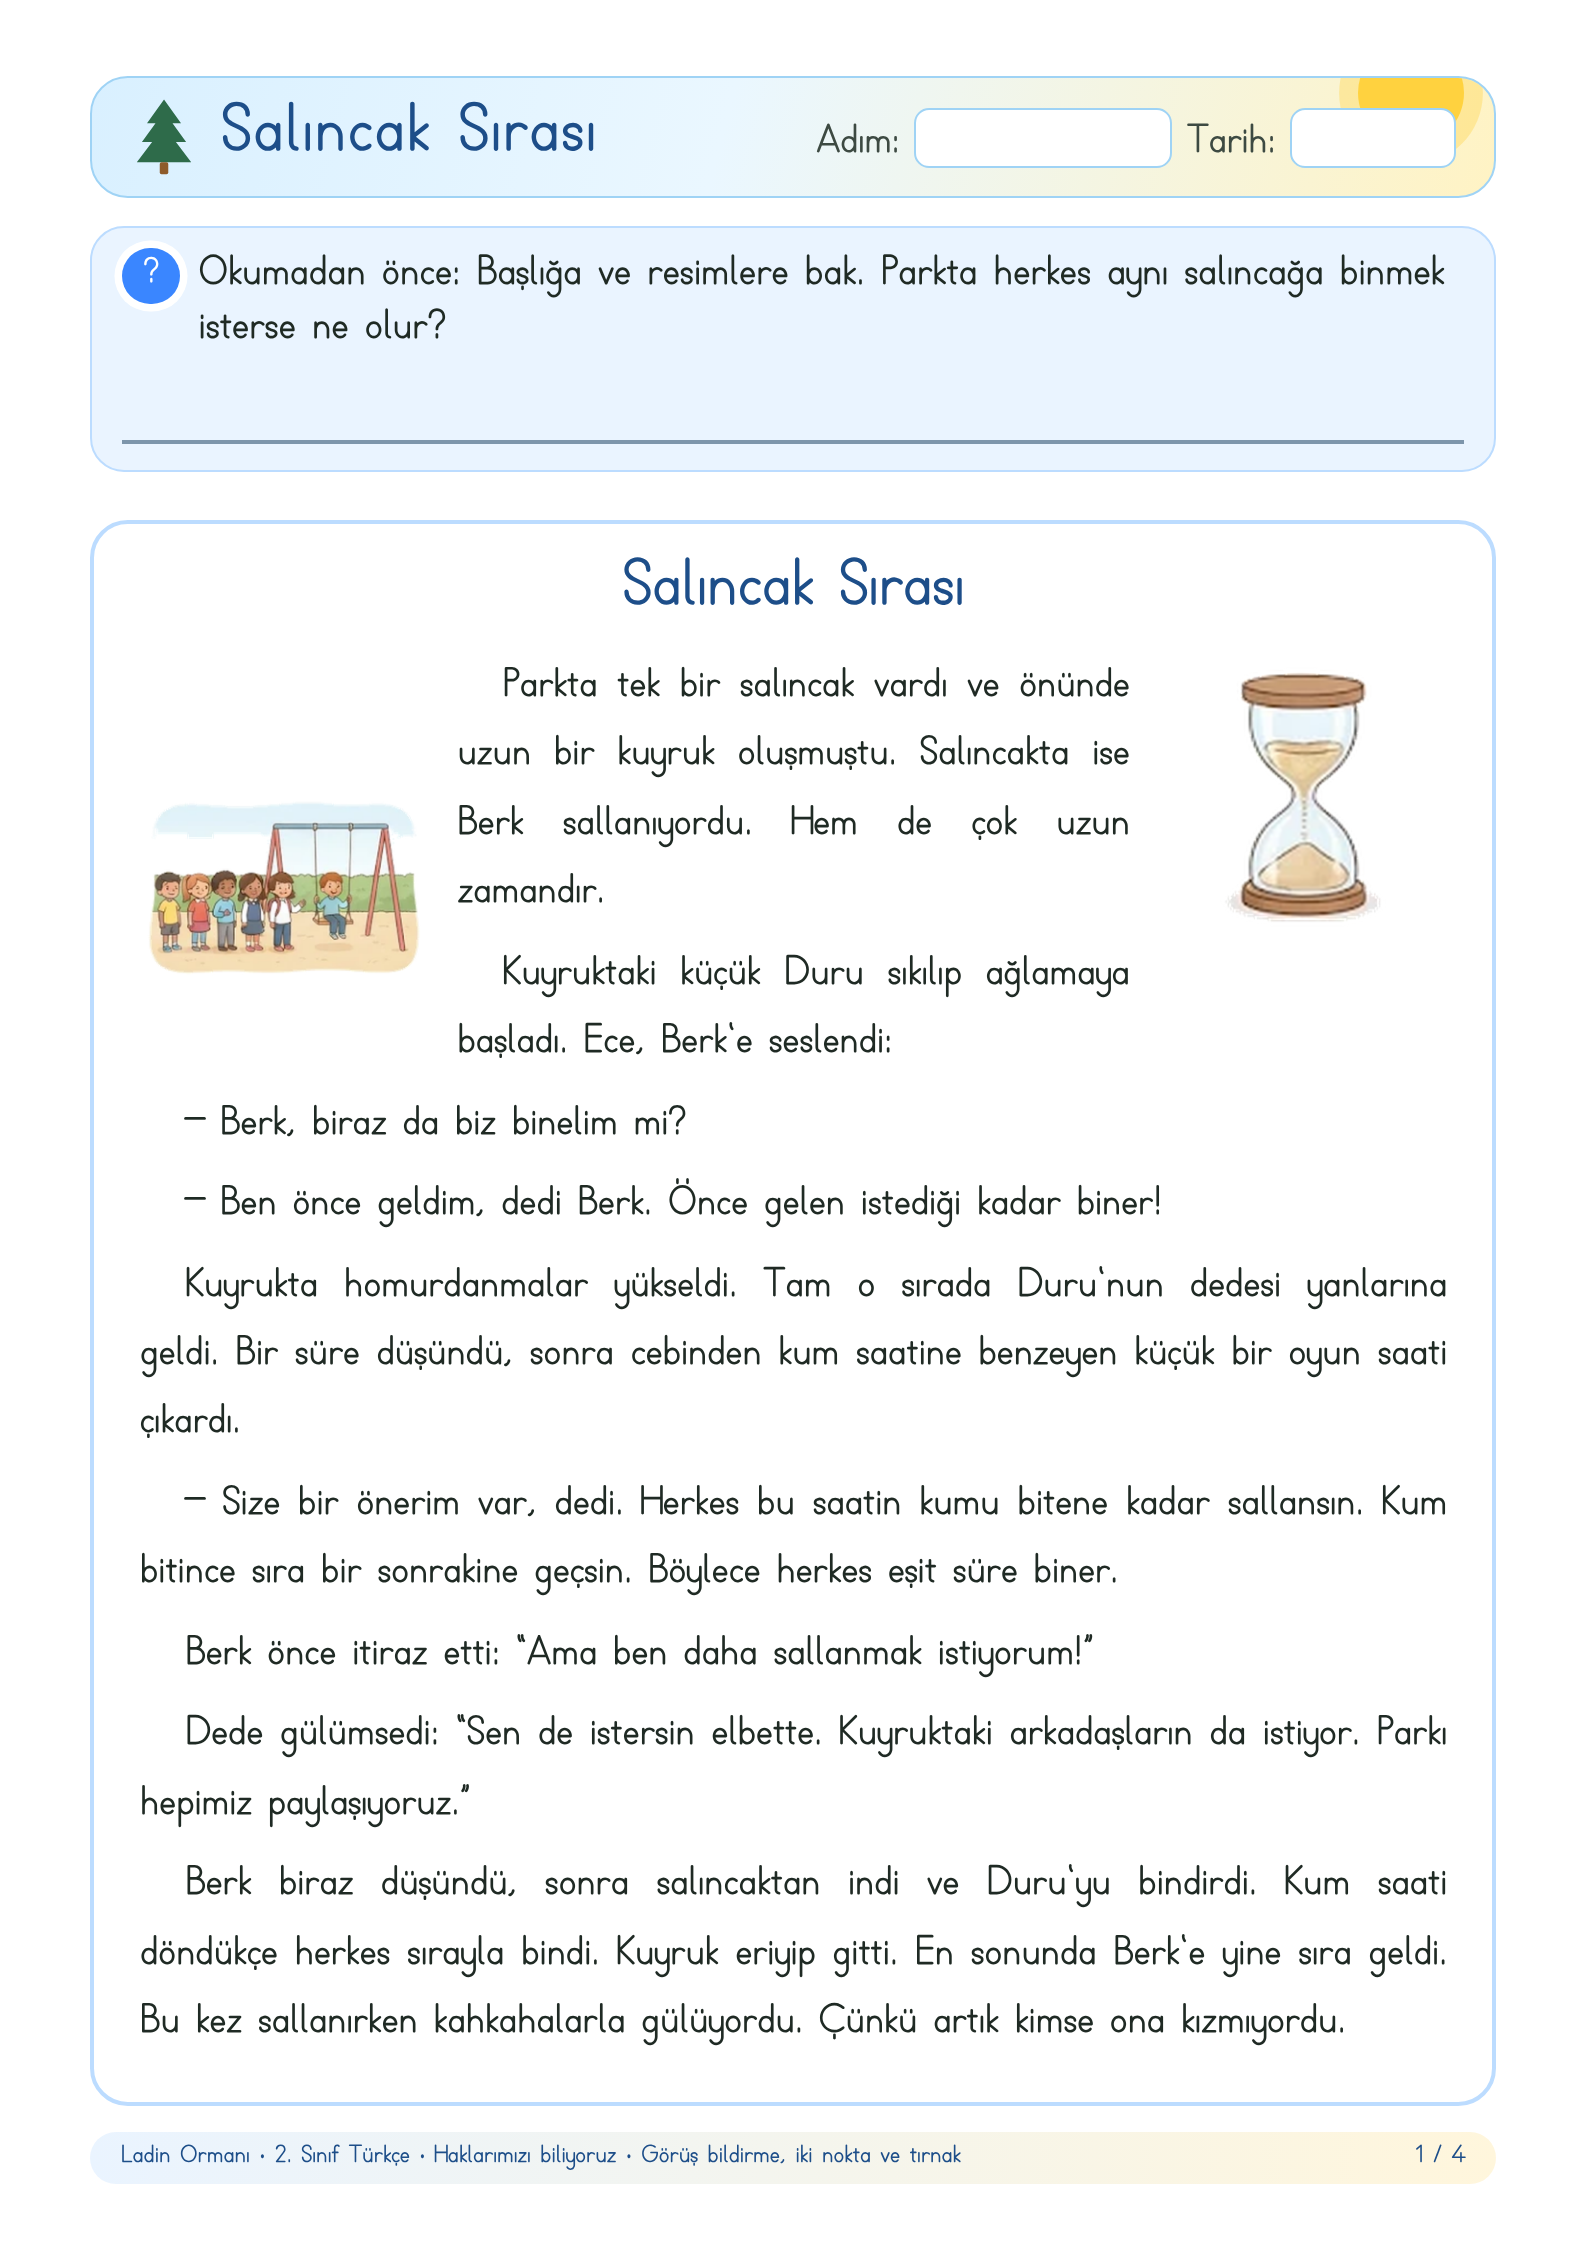 Salıncak Sırası
Adım:
Tarih:
?
Okumadan önce: Başlığa ve resimlere bak. Parkta herkes aynı salıncağa binmek
isterse ne olur?
Salıncak Sırası
Parkta tek bir salıncak vardı ve önünde
uzun bir kuyruk oluşmuştu. Salıncakta ise
Berk sallanıyordu. Hem de çok uzun
zamandır.
Kuyruktaki küçük Duru sıkılıp ağlamaya
başladı. Ece, Berk‛e seslendi:
– Berk, biraz da biz binelim mi?
– Ben önce geldim, dedi Berk. Önce gelen istediği kadar biner!
Kuyrukta homurdanmalar yükseldi. Tam o sırada Duru‛nun dedesi yanlarına
geldi. Bir süre düşündü, sonra cebinden kum saatine benzeyen küçük bir oyun saati
çıkardı.
– Size bir önerim var, dedi. Herkes bu saatin kumu bitene kadar sallansın. Kum
bitince sıra bir sonrakine geçsin. Böylece herkes eşit süre biner.
Berk önce itiraz etti: “Ama ben daha sallanmak istiyorum!”
Dede gülümsedi: “Sen de istersin elbette. Kuyruktaki arkadaşların da istiyor. Parkı
hepimiz paylaşıyoruz.”
Berk biraz düşündü, sonra salıncaktan indi ve Duru‛yu bindirdi. Kum saati
döndükçe herkes sırayla bindi. Kuyruk eriyip gitti. En sonunda Berk‛e yine sıra geldi.
Bu kez sallanırken kahkahalarla gülüyordu. Çünkü artık kimse ona kızmıyordu.
Ladin Ormanı • 2. Sınıf Türkçe • Haklarımızı biliyoruz • Görüş bildirme, iki nokta ve tırnak
1 / 4